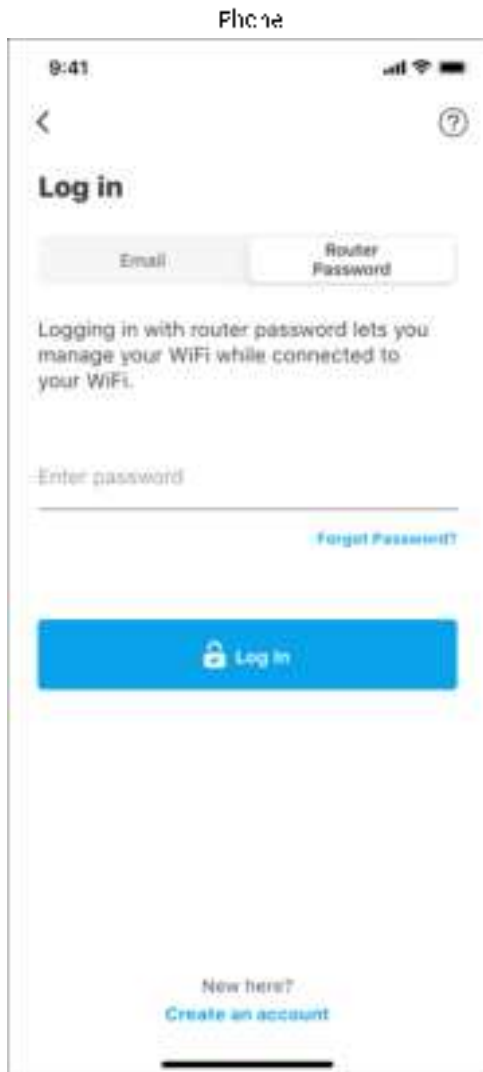 Phone
9:41
Log in
Email
Router
Password
Logging in with router password lets you
manage your WiFi while connected to
your WiFi.
Enter password
Forgot Password?
Log In
New here?
Create an account